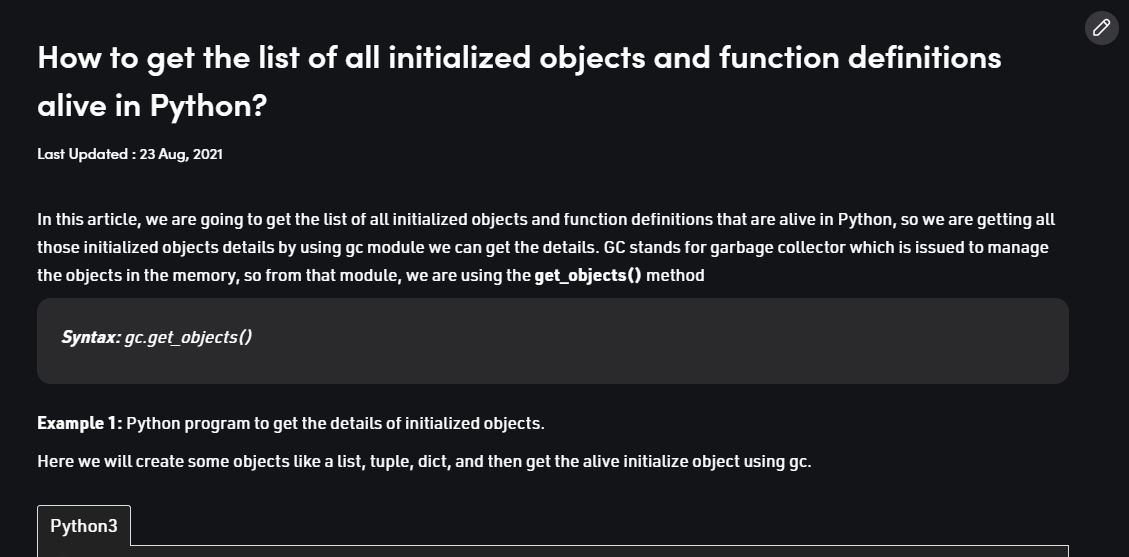 How to get the list of all initialized objects and function definitions
alive in Python?
Last Updated : 23 Aug, 2021
In this article, we are going to get the list of all initialized objects and function definitions that are alive in Python, so we are getting all
those initialized objects details by using gc module we can get the details. GC stands for garbage collector which is issued to manage
the objects in the memory, so from that module, we are using the get_objects() method
Syntax: gc.get_objects()
Example 1: Python program to get the details of initialized objects.
Here we will create some objects like a list, tuple, dict, and then get the alive initialize object using gc.
Python3